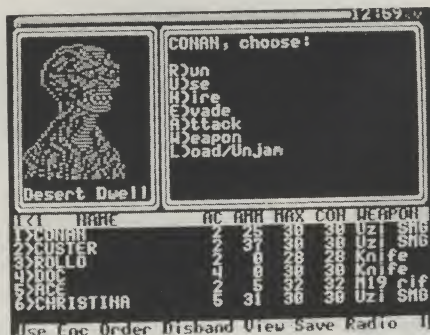 12:59
CONAN, choose:
R)un
U)se
H)ire
E)vade
A)ttack
W)eapon
L)oad/Unjam
Desert Dwell
NAME AC AMM MAX CON WEAPON
1>CONAN 2 25 30 30 Uzi SMG
2>CUSTER 2 37 30 30 Uzi SMG
3>ROLLO 2 0 28 28 Knife
4>DOC 4 0 30 30 Knife
5>ACE 2 5 32 32 M19 rif
6>CHRISTINA 6 31 30 30 Uzi SMG
Use Enc Order Disband View Save Radio